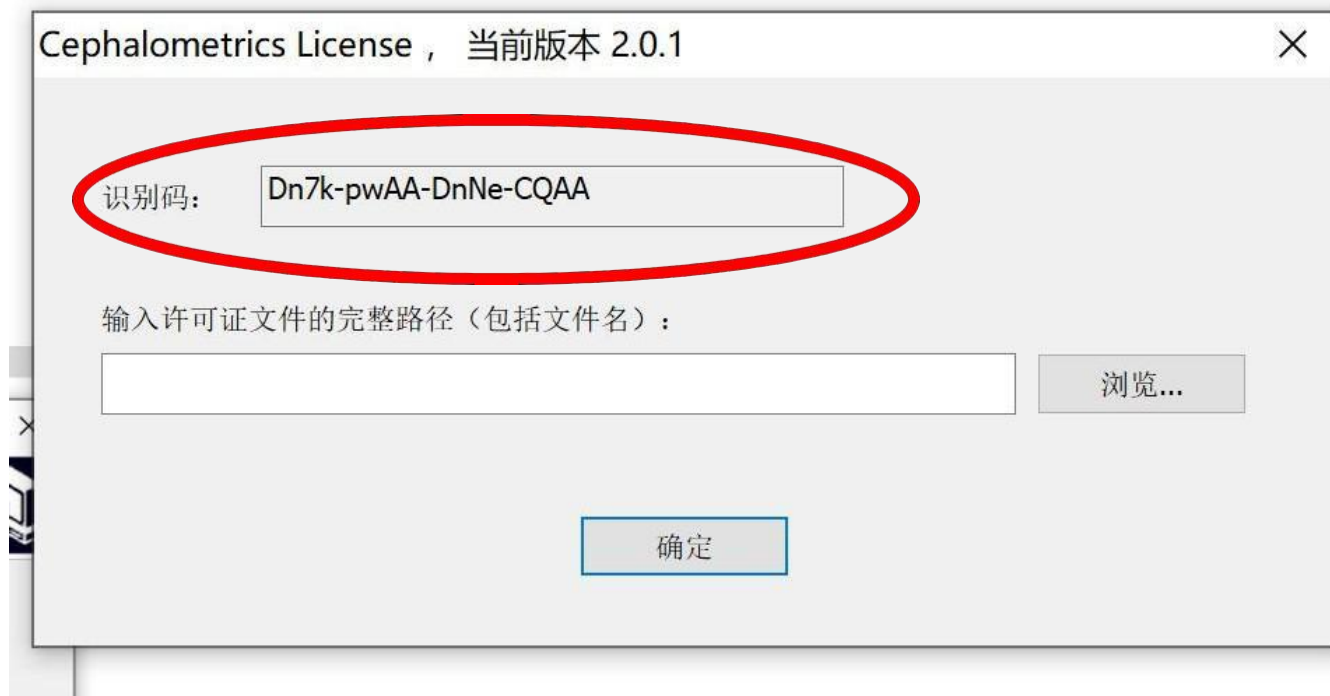 Cephalometrics License， 当前版本 2.0.1
识别码：
Dn7k-pwAA-DnNe-CQAA
输入许可证文件的完整路径（包括文件名）：
浏览...
确定